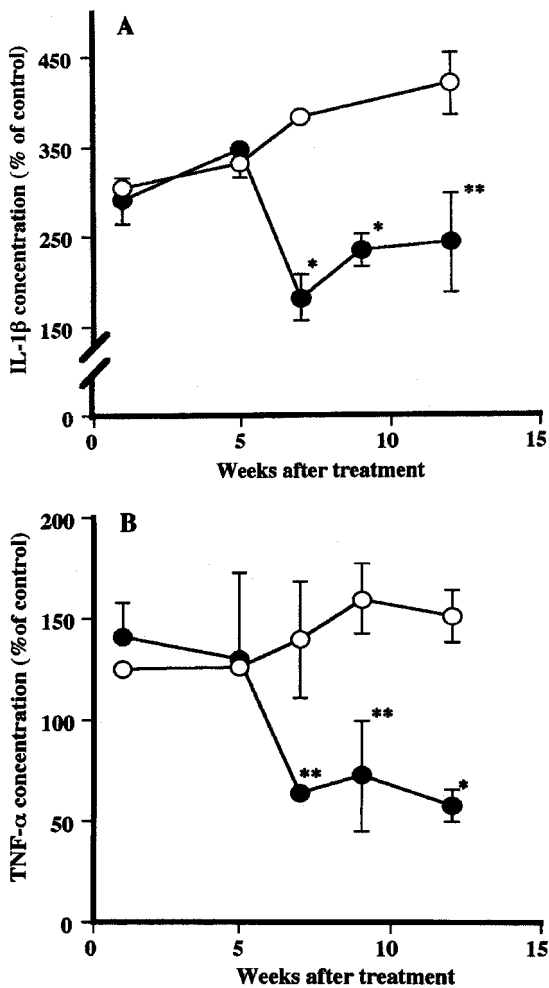 A
IL-1β concentration (% of control)
450
350
250
150
0
*
*
**
0 5 10 15
Weeks after treatment
B
TNF-α concentration (%of control)
200
150
100
50
0
**
**
*
0 5 10 15
Weeks after treatment